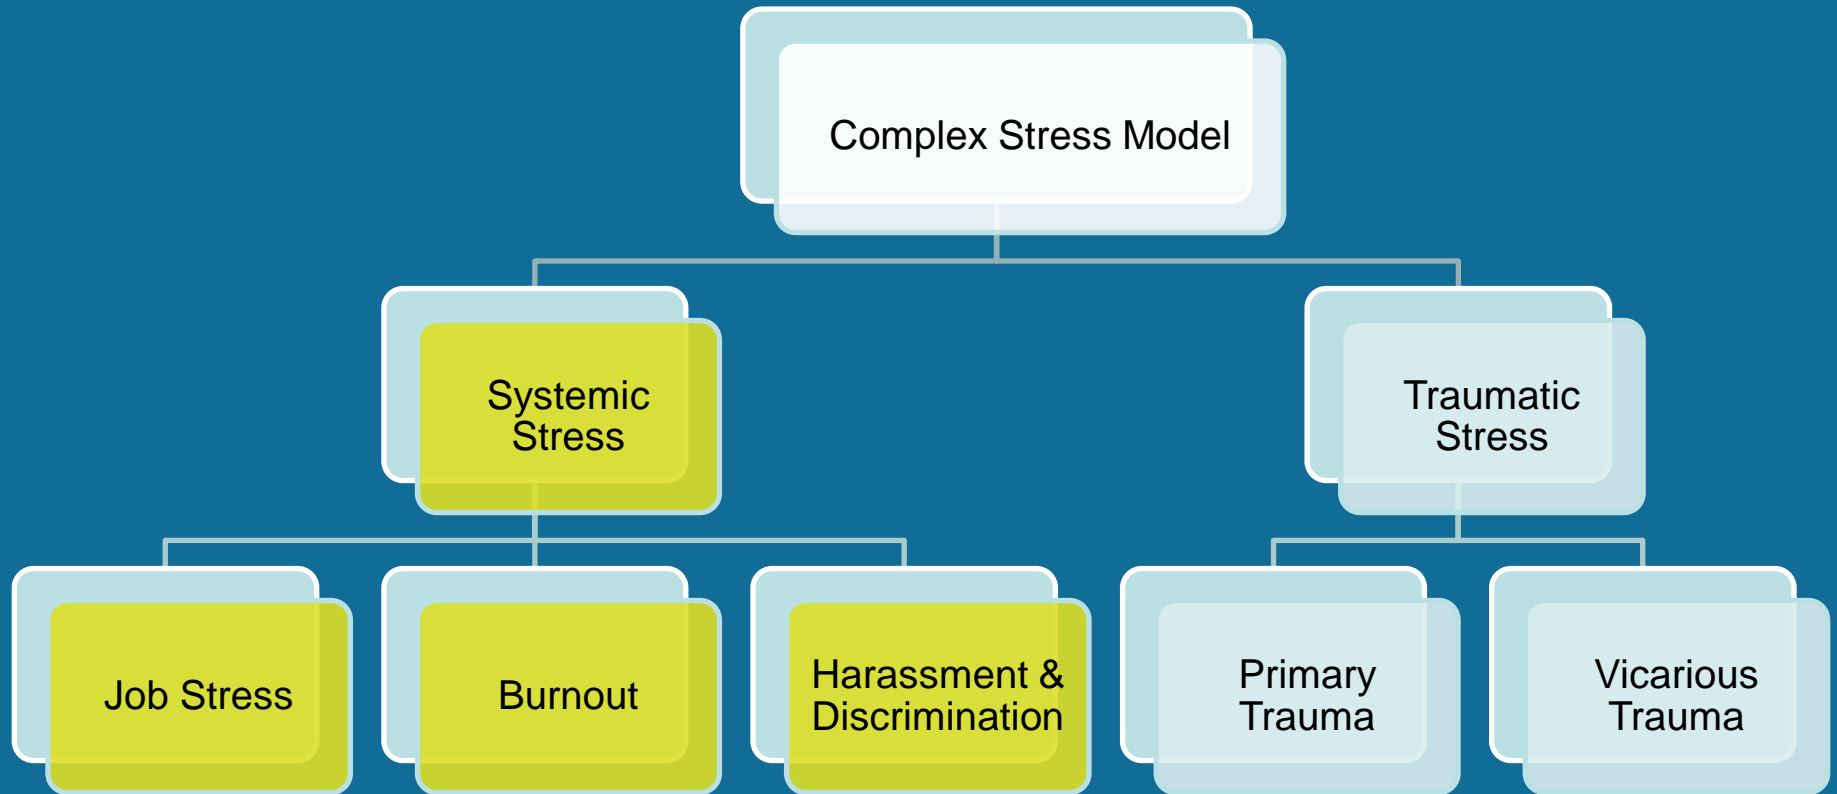 Complex Stress Model
Systemic
Stress
Traumatic
Stress
Job Stress
Burnout
Harassment &
Discrimination
Primary
Trauma
Vicarious
Trauma